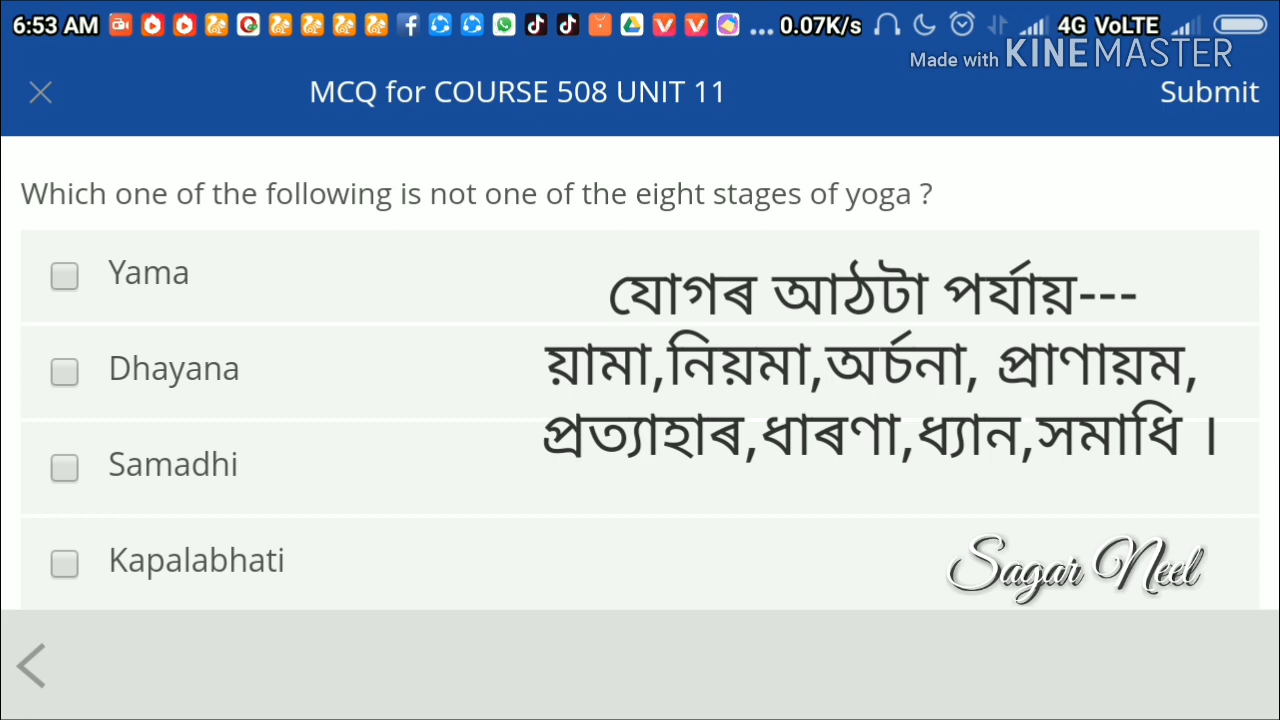 6:53 AM ... 0.07K/s 4G VoLTE
Made with KINEMASTER
MCQ for COURSE 508 UNIT 11 Submit
Which one of the following is not one of the eight stages of yoga ?
Yama
Dhayana
Samadhi
Kapalabhati
যোগৰ আঠটা পৰ্যায়---
য়ামা,নিয়মা,অৰ্চনা, প্ৰাণায়ম,
প্ৰত্যাহাৰ,ধাৰণা,ধ্যান,সমাধি ।
Sagar Neel